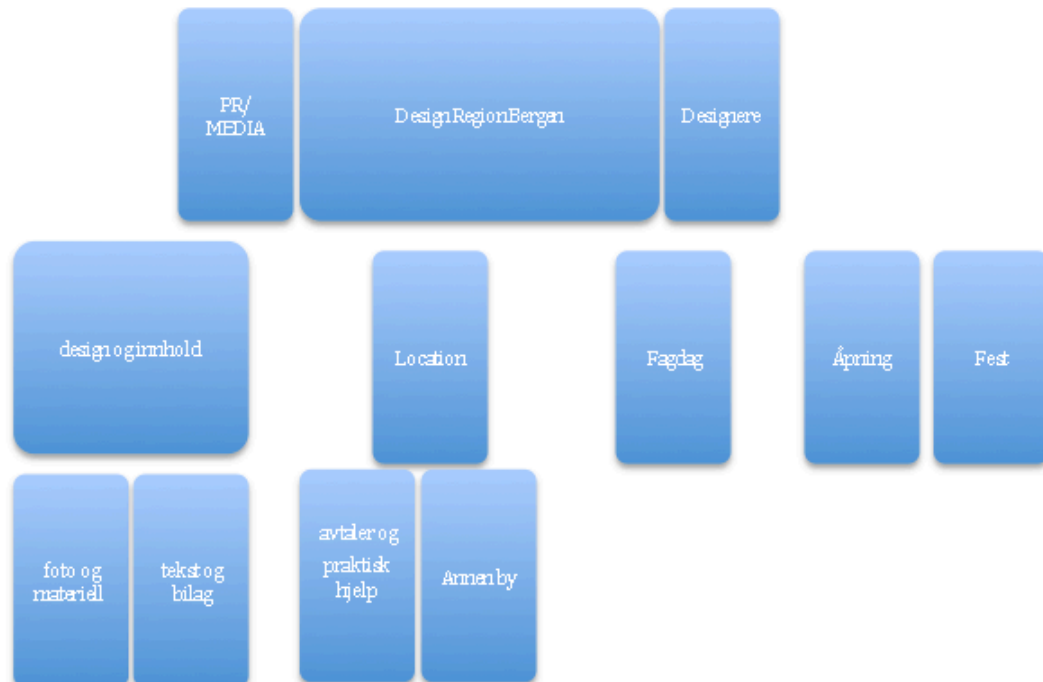 PR/
MEDIA
DesignRegionBergen
Designere
design og innhold
Location
Fagdag
Åpning
Fest
foto og
materiell
tekst og
bilag
avtaler og
praktisk
hjelp
Annen by